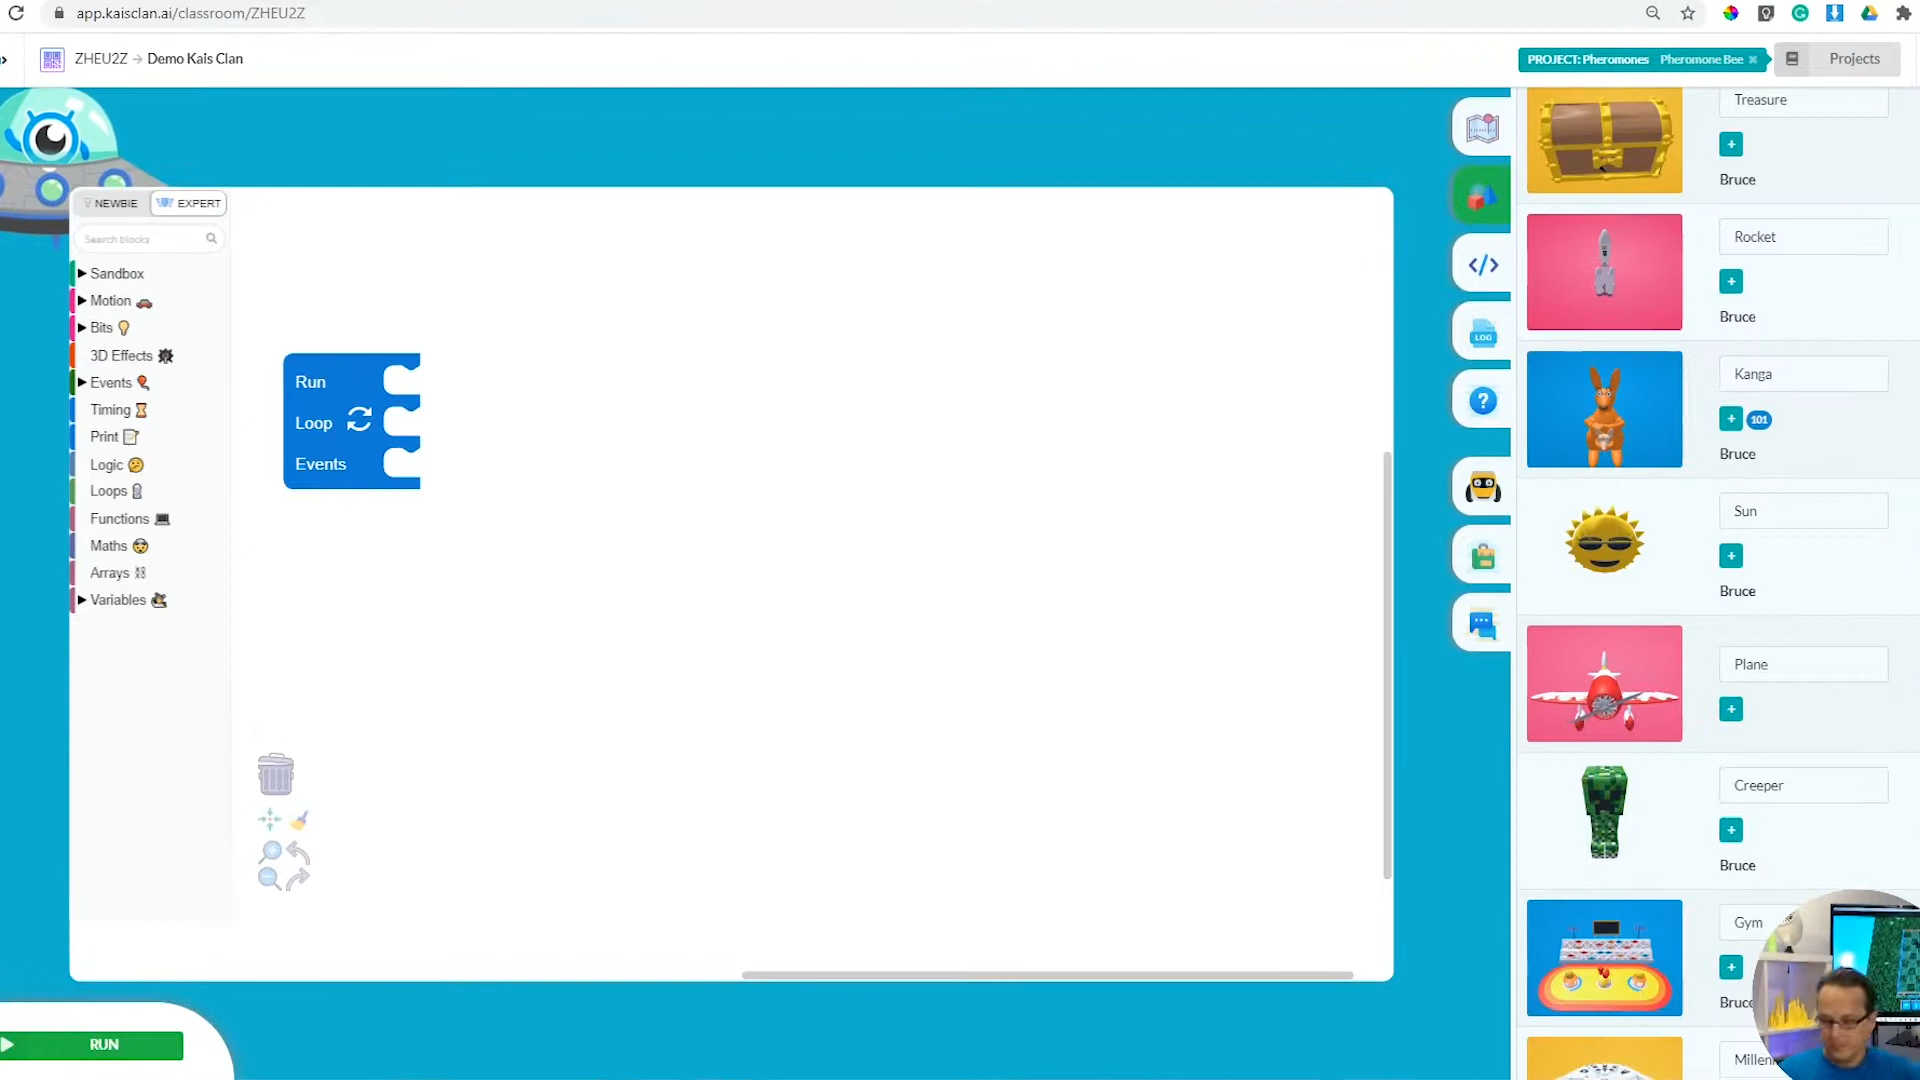 app.kaisclan.ai/classroom/ZHEU2Z
ZHEU2Z → Demo Kais Clan
PROJECT: Pheromones Pheromone Bee ×
Projects
NEWBIE
EXPERT
Search blocks
Sandbox
Motion
Bits
3D Effects
Events
Timing
Print
Logic
Loops
Functions
Maths
Arrays
Variables
Run
Loop
Events
RUN
LOG
Treasure
Bruce
Rocket
Bruce
Kanga
101
Bruce
Sun
Bruce
Plane
Creeper
Bruce
Gym